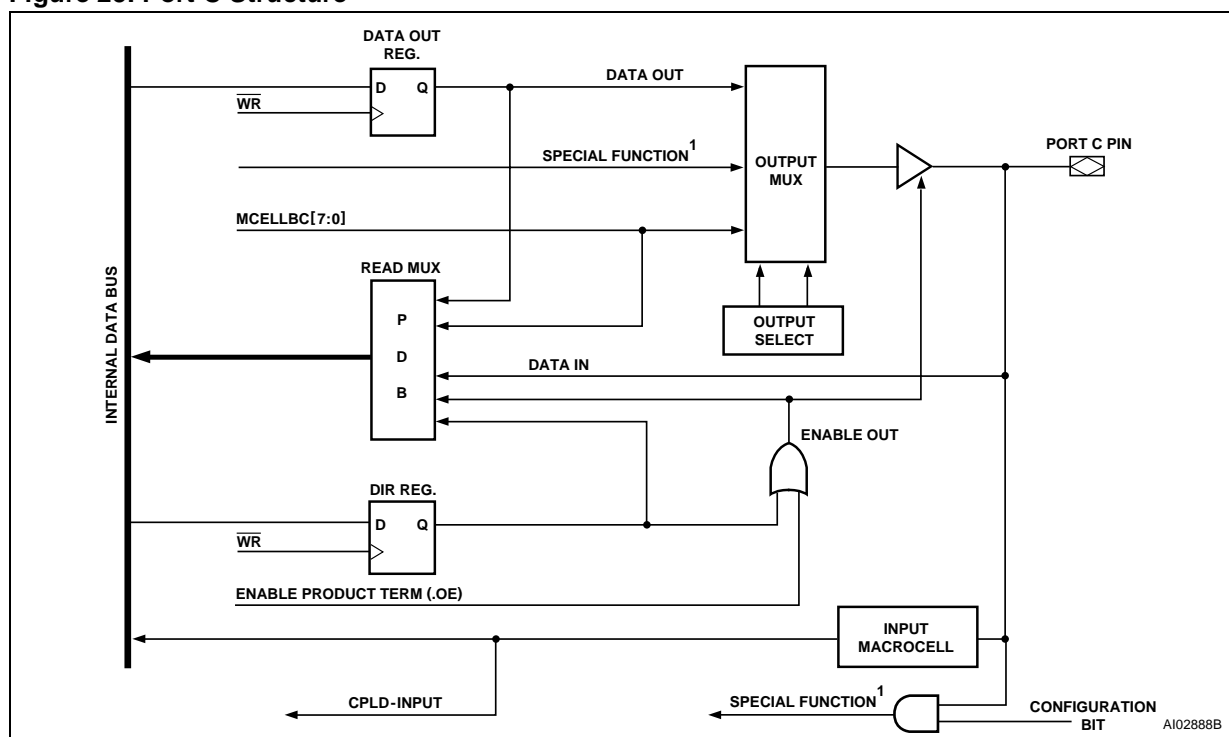 Figure 28. Port C Structure
DATA OUT
REG.
D Q
WR
DATA OUT
SPECIAL FUNCTION1
MCELLBC[7:0]
OUTPUT
MUX
PORT C PIN
READ MUX
P
D
B
OUTPUT
SELECT
INTERNAL DATA BUS
DATA IN
ENABLE OUT
DIR REG.
D Q
WR
ENABLE PRODUCT TERM (.OE)
INPUT
MACROCELL
CPLD-INPUT
SPECIAL FUNCTION1
CONFIGURATION
BIT
AI02888B